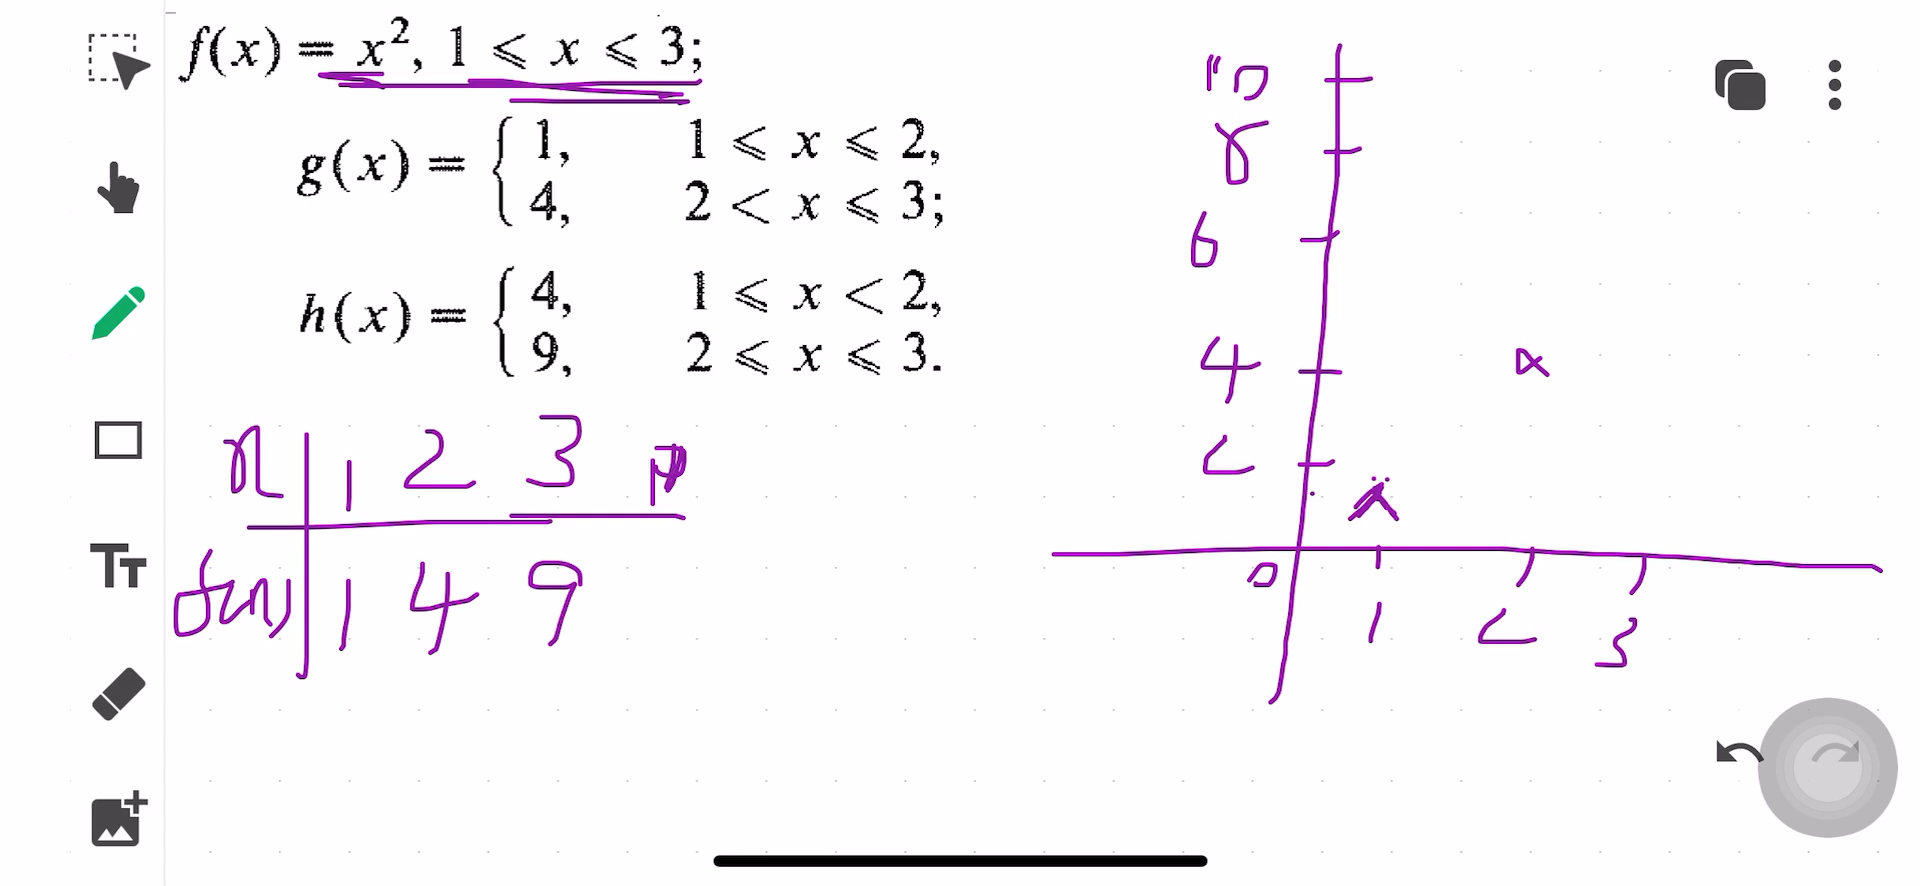 f(x) = x², 1 ⩽ x ⩽ 3;
g(x) = { 1, 1 ⩽ x ⩽ 2,
4, 2 < x ⩽ 3;
h(x) = { 4, 1 ⩽ x < 2,
9, 2 ⩽ x ⩽ 3.
x 1 2 3
f(x) 1 4 9
10
8
6
4
2
0 1 2 3
TT